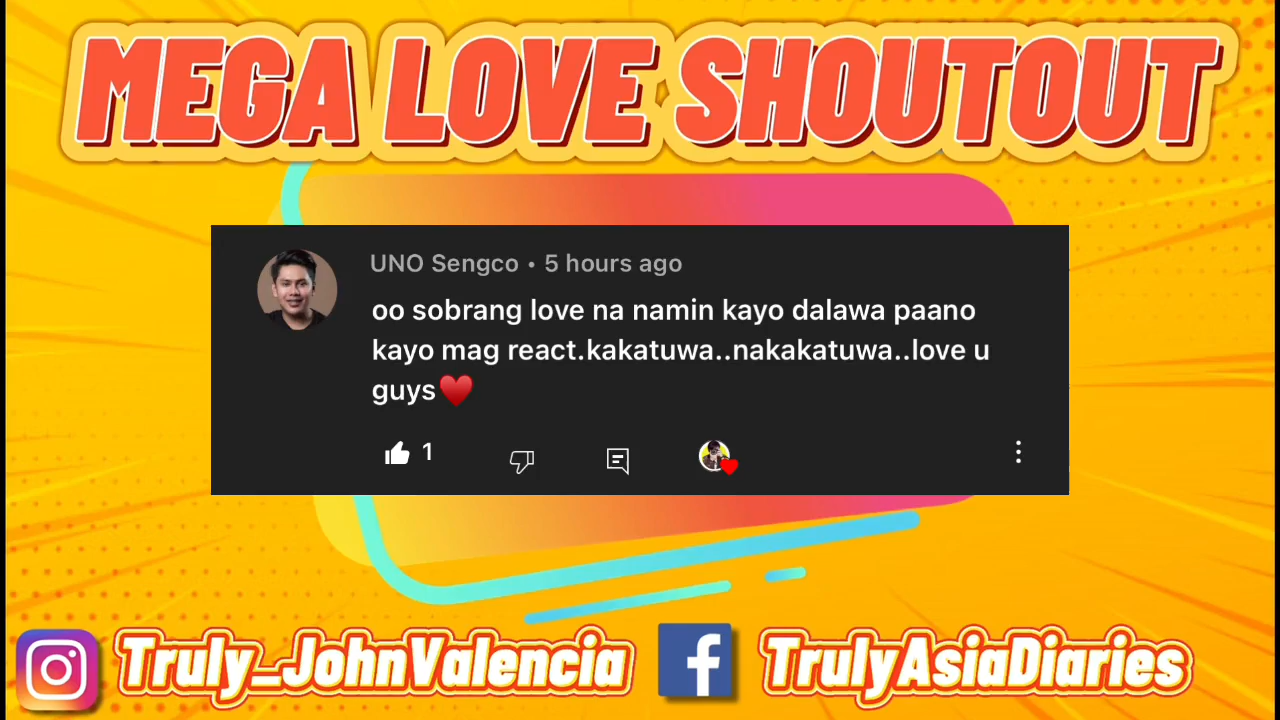 MEGA LOVE SHOUTOUT
UNO Sengco • 5 hours ago
oo sobrang love na namin kayo dalawa paano
kayo mag react.kakatuwa..nakakatuwa..love u
guys♥️
1
Truly_JohnValencia
TrulyAsiaDiaries